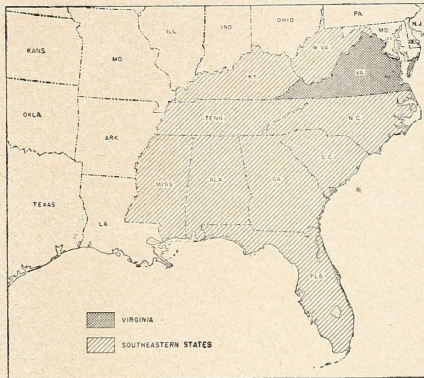 PA.
N.J.
OHIO
IND.
ILL.
MD.
KANS.
MO.
W.VA.
VA.
KY.
OKLA.
TENN.
N.C.
ARK.
S.C.
MISS.
ALA.
GA.
TEXAS
LA.
FLA.
VIRGINIA
SOUTHEASTERN STATES